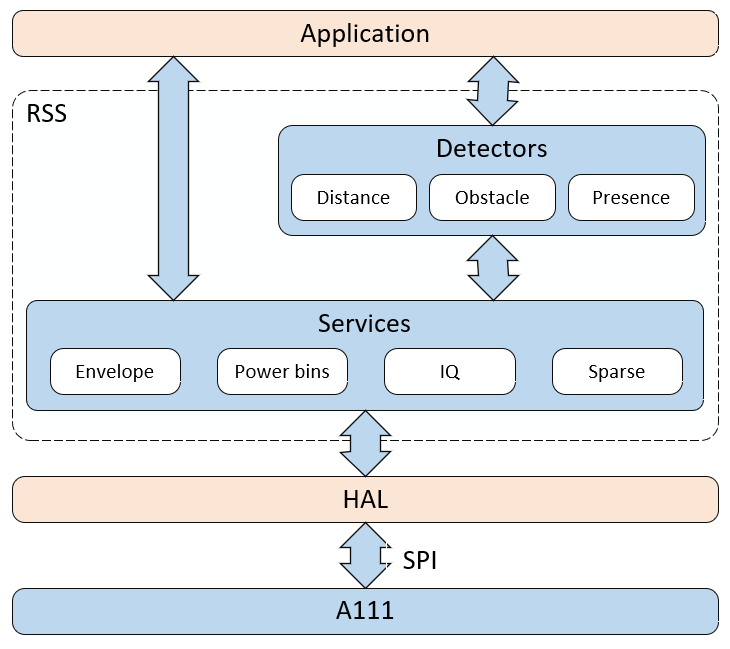 Application
RSS
Detectors
Distance
Obstacle
Presence
Services
Envelope
Power bins
IQ
Sparse
HAL
SPI
A111